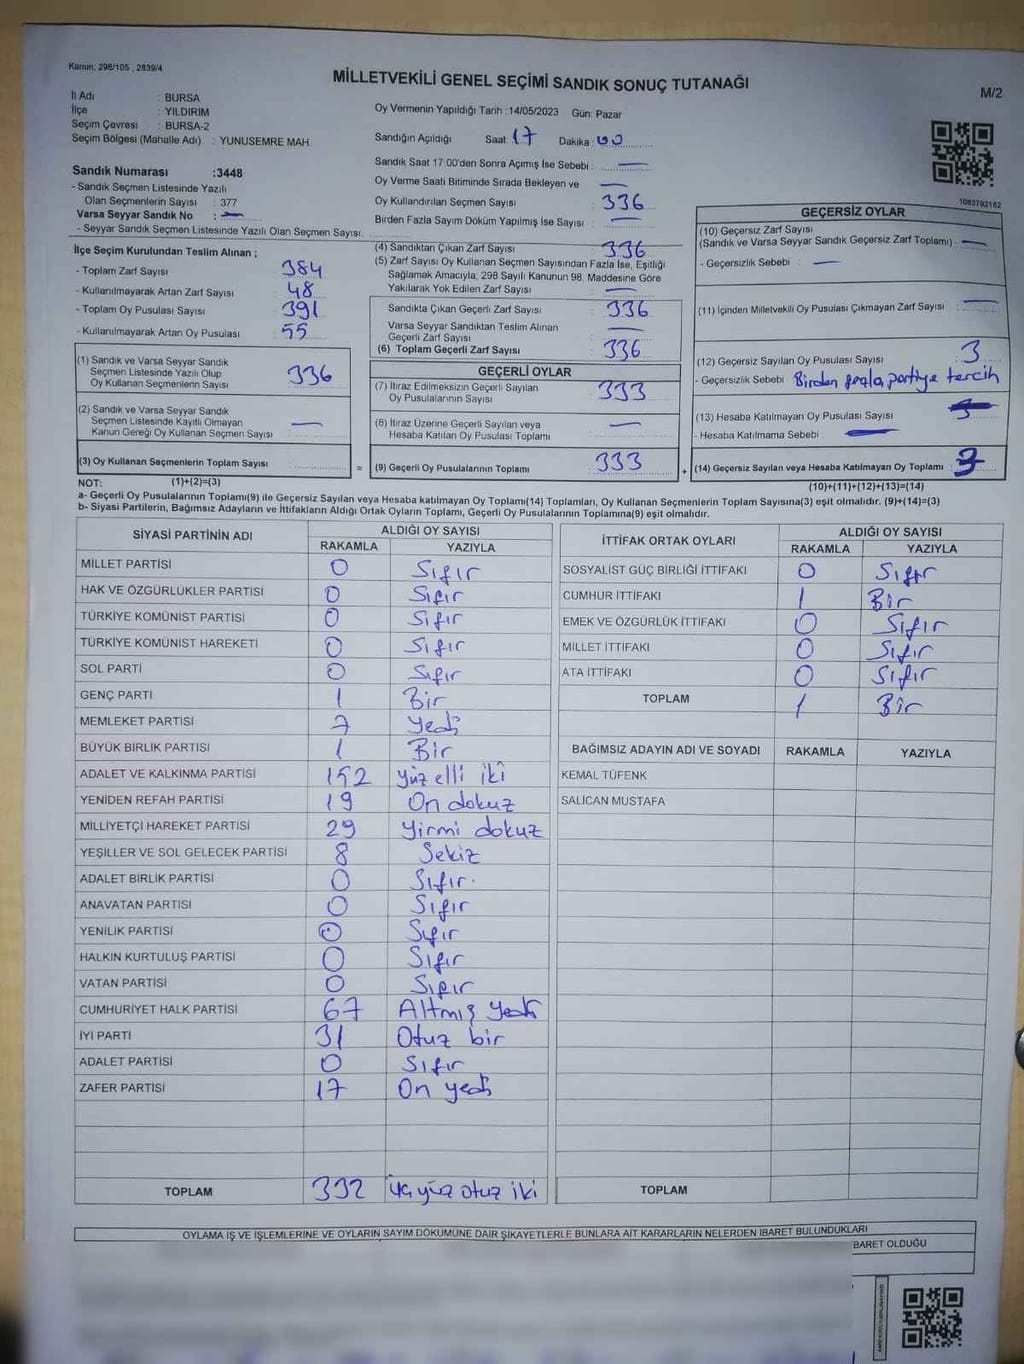 Kanun: 298/105 , 2839/4
MİLLETVEKİLİ GENEL SEÇİMİ SANDIK SONUÇ TUTANAĞI
M/2
İl Adı : BURSA
İlçe : YILDIRIM
Seçim Çevresi : BURSA-2
Seçim Bölgesi (Mahalle Adı) : YUNUSEMRE MAH.
Oy Vermenin Yapıldığı Tarih : 14/05/2023 Gün: Pazar
Sandığın Açıldığı Saat: 17 Dakika: 00
Sandık Saat 17:00'den Sonra Açımış İse Sebebi : —
Oy Verme Saati Bitiminde Sırada Bekleyen ve —
Oy Kullandırılan Seçmen Sayısı 336
Birden Fazla Sayım Döküm Yapılmış İse Sayısı : —
Sandık Numarası :3448
- Sandık Seçmen Listesinde Yazılı
Olan Seçmenlerin Sayısı : 377
Varsa Seyyar Sandık No : —
- Seyyar Sandık Seçmen Listesinde Yazılı Olan Seçmen Sayısı
1085792162
İlçe Seçim Kurulundan Teslim Alınan ;
- Toplam Zarf Sayısı 384
- Kullanılmayarak Artan Zarf Sayısı 48
- Toplam Oy Pusulası Sayısı 391
- Kullanılmayarak Artan Oy Pusulası 55
(1) Sandık ve Varsa Seyyar Sandık
Seçmen Listesinde Yazılı Olup
Oy Kullanan Seçmenlerin Sayısı 336
(2) Sandık ve Varsa Seyyar Sandık
Seçmen Listesinde Kayıtlı Olmayan
Kanun Gereği Oy Kullanan Seçmen Sayısı —
(3) Oy Kullanan Seçmenlerin Toplam Sayısı =
(1)+(2)=(3)
(4) Sandıktan Çıkan Zarf Sayısı 336
(5) Zarf Sayısı Oy Kullanan Seçmen Sayısından Fazla İse, Eşitliği
Sağlamak Amacıyla; 298 Sayılı Kanunun 98. Maddesine Göre
Yakılarak Yok Edilen Zarf Sayısı —
Sandıkta Çıkan Geçerli Zarf Sayısı 336
Varsa Seyyar Sandıktan Teslim Alınan
Geçerli Zarf Sayısı —
(6) Toplam Geçerli Zarf Sayısı 336
GEÇERLİ OYLAR
(7) İtiraz Edilmeksizin Geçerli Sayılan
Oy Pusulalarının Sayısı 333
(8) İtiraz Üzerine Geçerli Sayılan veya
Hesaba Katılan Oy Pusulası Toplamı —
(9) Geçerli Oy Pusulalarının Toplamı 333 +
GEÇERSİZ OYLAR
(10) Geçersiz Zarf Sayısı
(Sandık ve Varsa Seyyar Sandık Geçersiz Zarf Toplamı) : —
- Geçersizlik Sebebi : —
(11) İçinden Milletvekili Oy Pusulası Çıkmayan Zarf Sayısı : —
(12) Geçersiz Sayılan Oy Pusulası Sayısı : 3
- Geçersizlik Sebebi Birden fazla partiye tercih
(13) Hesaba Katılmayan Oy Pusulası Sayısı :
- Hesaba Katılmama Sebebi : —
(14) Geçersiz Sayılan veya Hesaba Katılmayan Oy Toplamı : 3
(10)+(11)+(12)+(13)=(14)
NOT:
a- Geçerli Oy Pusulalarının Toplamı(9) ile Geçersiz Sayılan veya Hesaba katılmayan Oy Toplamı(14) Toplamları, Oy Kullanan Seçmenlerin Toplam Sayısına(3) eşit olmalıdır. (9)+(14)=(3)
b- Siyasi Partilerin, Bağımsız Adayların ve İttifakların Aldığı Ortak Oyların Toplamı, Geçerli Oy Pusulalarının Toplamına(9) eşit olmalıdır.
SİYASİ PARTİNİN ADI ALDIĞI OY SAYISI
RAKAMLA YAZIYLA
MİLLET PARTİSİ 0 Sıfır
HAK VE ÖZGÜRLÜKLER PARTİSİ 0 Sıfır
TÜRKİYE KOMÜNİST PARTİSİ 0 Sıfır
TÜRKİYE KOMÜNİST HAREKETİ 0 Sıfır
SOL PARTİ 0 Sıfır
GENÇ PARTİ 1 Bir
MEMLEKET PARTİSİ 7 Yedi
BÜYÜK BİRLİK PARTİSİ 1 Bir
ADALET VE KALKINMA PARTİSİ 152 Yüz elli iki
YENİDEN REFAH PARTİSİ 19 On dokuz
MİLLİYETÇİ HAREKET PARTİSİ 29 Yirmi dokuz
YEŞİLLER VE SOL GELECEK PARTİSİ 8 Sekiz
ADALET BİRLİK PARTİSİ 0 Sıfır
ANAVATAN PARTİSİ 0 Sıfır
YENİLİK PARTİSİ 0 Sıfır
HALKIN KURTULUŞ PARTİSİ 0 Sıfır
VATAN PARTİSİ 0 Sıfır
CUMHURİYET HALK PARTİSİ 67 Altmış yedi
İYİ PARTİ 31 Otuz bir
ADALET PARTİSİ 0 Sıfır
ZAFER PARTİSİ 17 On yedi
TOPLAM 332 üçyüz otuz iki
İTTİFAK ORTAK OYLARI ALDIĞI OY SAYISI
RAKAMLA YAZIYLA
SOSYALİST GÜÇ BİRLİĞİ İTTİFAKI 0 Sıfır
CUMHUR İTTİFAKI 1 Bir
EMEK VE ÖZGÜRLÜK İTTİFAKI 0 Sıfır
MİLLET İTTİFAKI 0 Sıfır
ATA İTTİFAKI 0 Sıfır
TOPLAM 1 Bir
BAĞIMSIZ ADAYIN ADI VE SOYADI RAKAMLA YAZIYLA
KEMAL TÜFENK
SALİCAN MUSTAFA
TOPLAM
OYLAMA İŞ VE İŞLEMLERİNE VE OYLARIN SAYIM DÖKÜMÜNE DAİR ŞİKAYETLERLE BUNLARA AİT KARARLARIN NELERDEN İBARET BULUNDUKLARI
BARET OLDUĞU